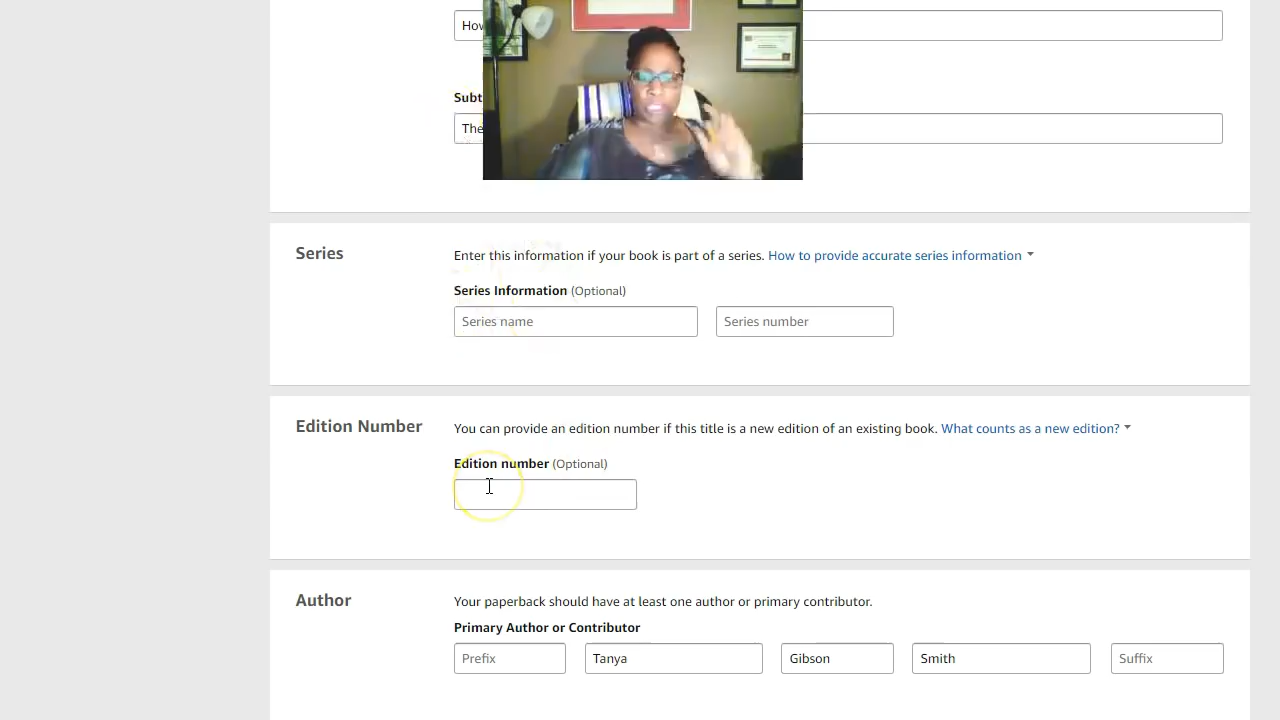 How
Subt
The
Series
Enter this information if your book is part of a series. How to provide accurate series information
Series Information (Optional)
Series name
Series number
Edition Number
You can provide an edition number if this title is a new edition of an existing book. What counts as a new edition?
Edition number (Optional)
Author
Your paperback should have at least one author or primary contributor.
Primary Author or Contributor
Prefix
Tanya
Gibson
Smith
Suffix